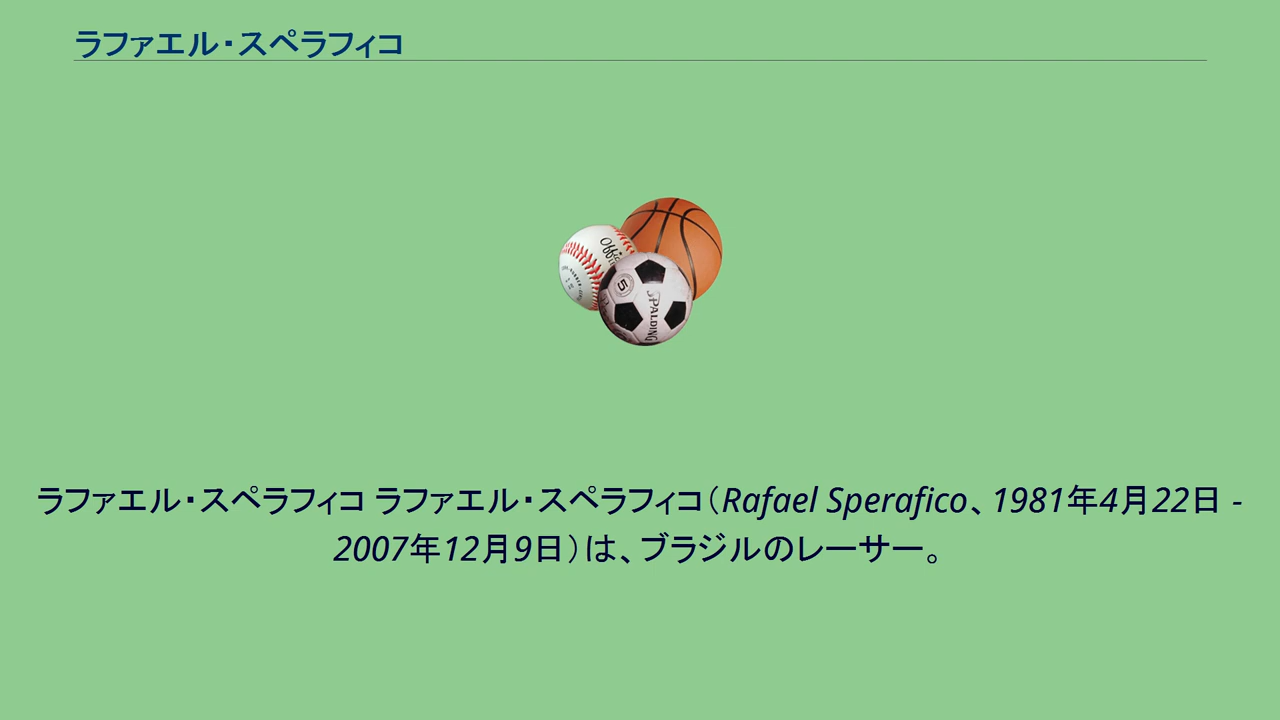 ラファエル・スペラフィコ
Offic
5
SPALDING
ラファエル・スペラフィコ ラファエル・スペラフィコ（Rafael Sperafico、1981年4月22日 -
2007年12月9日）は、ブラジルのレーサー。